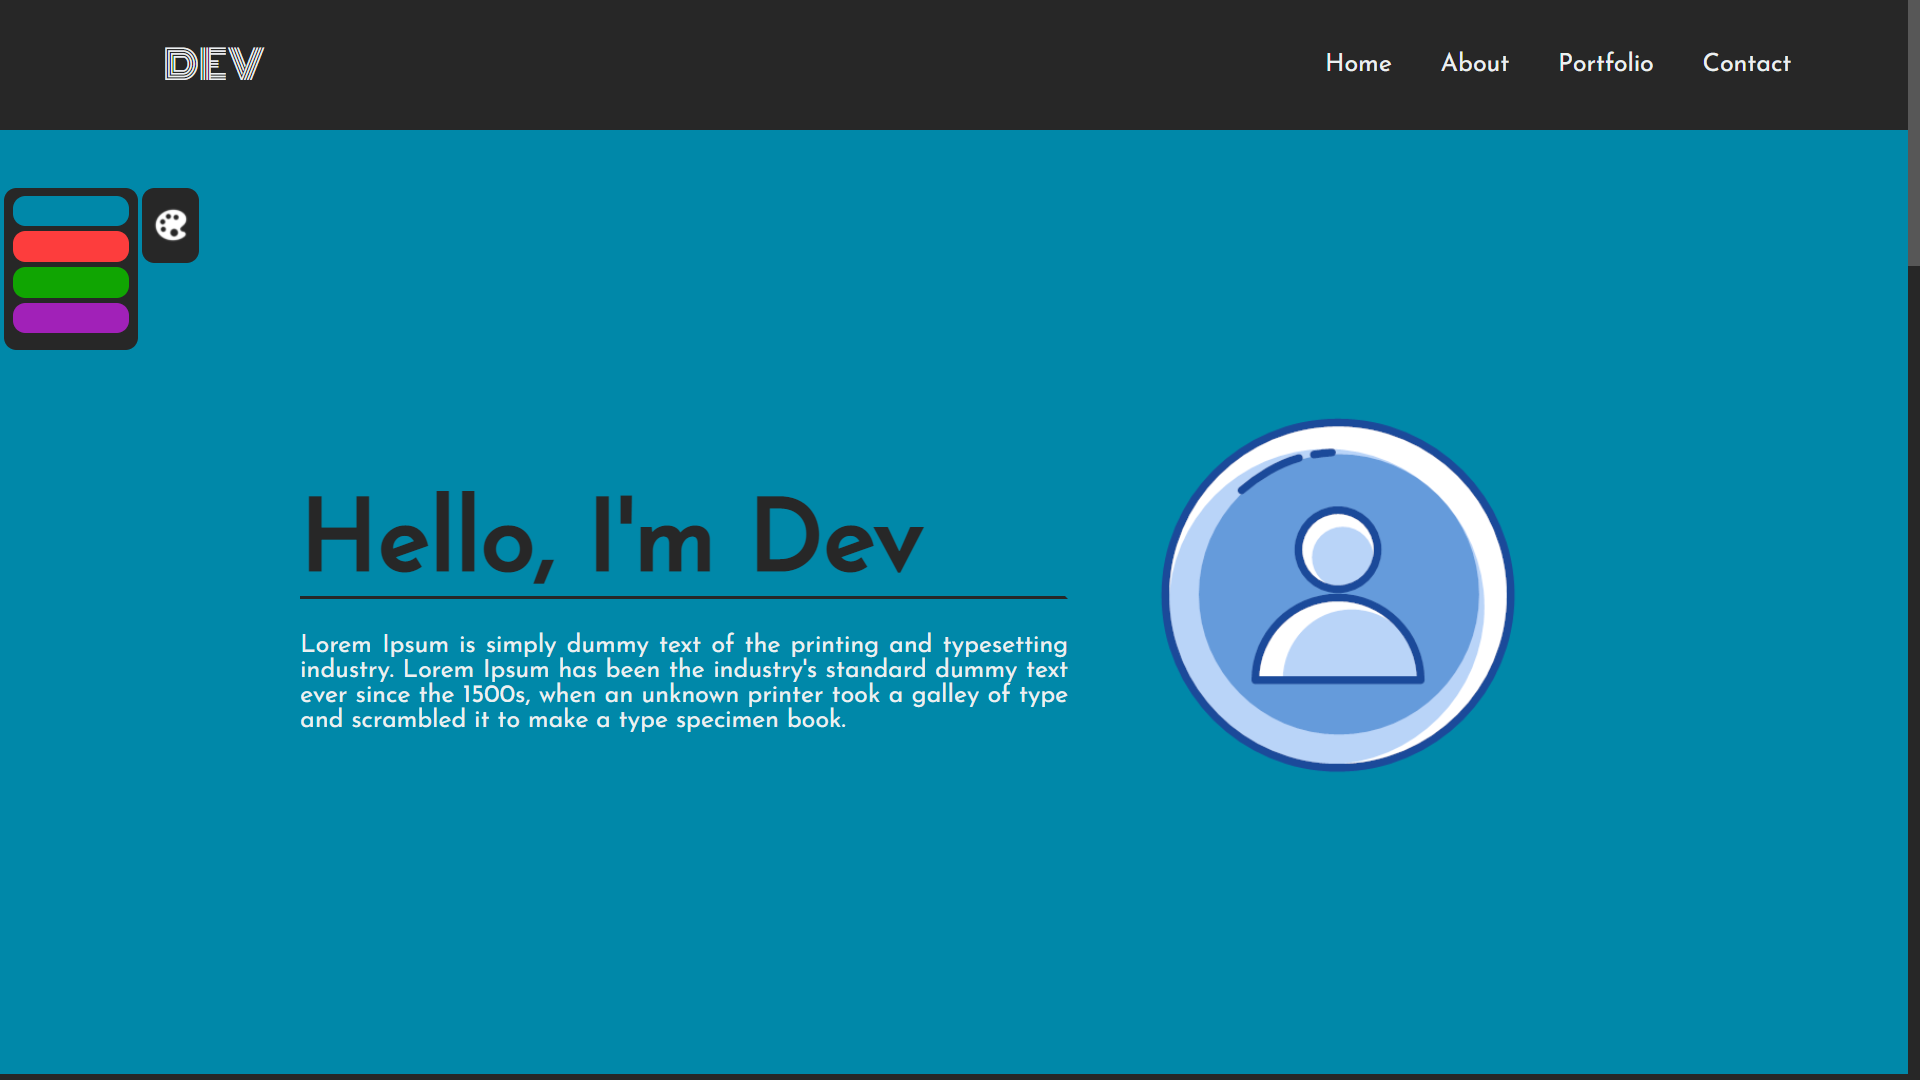 DEV
Home About Portfolio Contact
Hello, I'm Dev
Lorem Ipsum is simply dummy text of the printing and typesetting
industry. Lorem Ipsum has been the industry's standard dummy text
ever since the 1500s, when an unknown printer took a galley of type
and scrambled it to make a type specimen book.